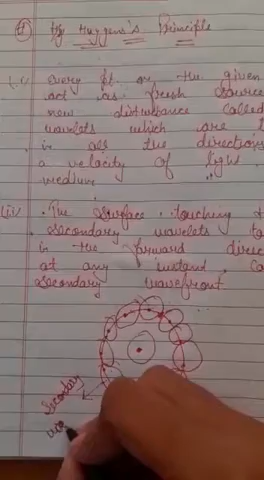 Huygen's Principle
(i) Every pt. on the given
act as fresh source
new disturbance called
wavelets which are
in all the directions
a velocity of light
medium
(ii) The surface touching
secondary wavelets
in the forward direc
at any instant
secondary wavefront
Secondary